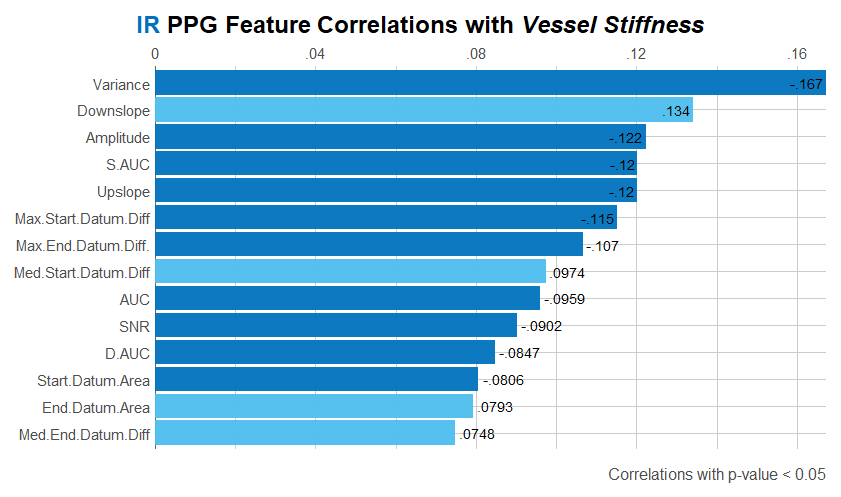 IR PPG Feature Correlations with Vessel Stiffness
0 .04 .08 .12 .16
Variance -.167
Downslope .134
Amplitude -.122
S.AUC -.12
Upslope -.12
Max.Start.Datum.Diff -.115
Max.End.Datum.Diff. -.107
Med.Start.Datum.Diff .0974
AUC -.0959
SNR -.0902
D.AUC -.0847
Start.Datum.Area -.0806
End.Datum.Area .0793
Med.End.Datum.Diff .0748
Correlations with p-value < 0.05